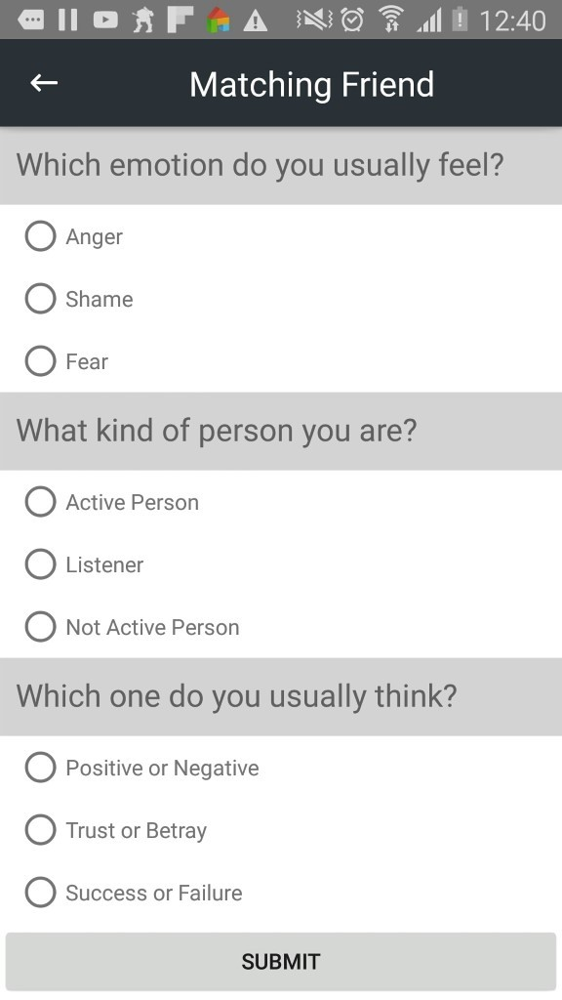 12:40
Matching Friend
Which emotion do you usually feel?
Anger
Shame
Fear
What kind of person you are?
Active Person
Listener
Not Active Person
Which one do you usually think?
Positive or Negative
Trust or Betray
Success or Failure
SUBMIT